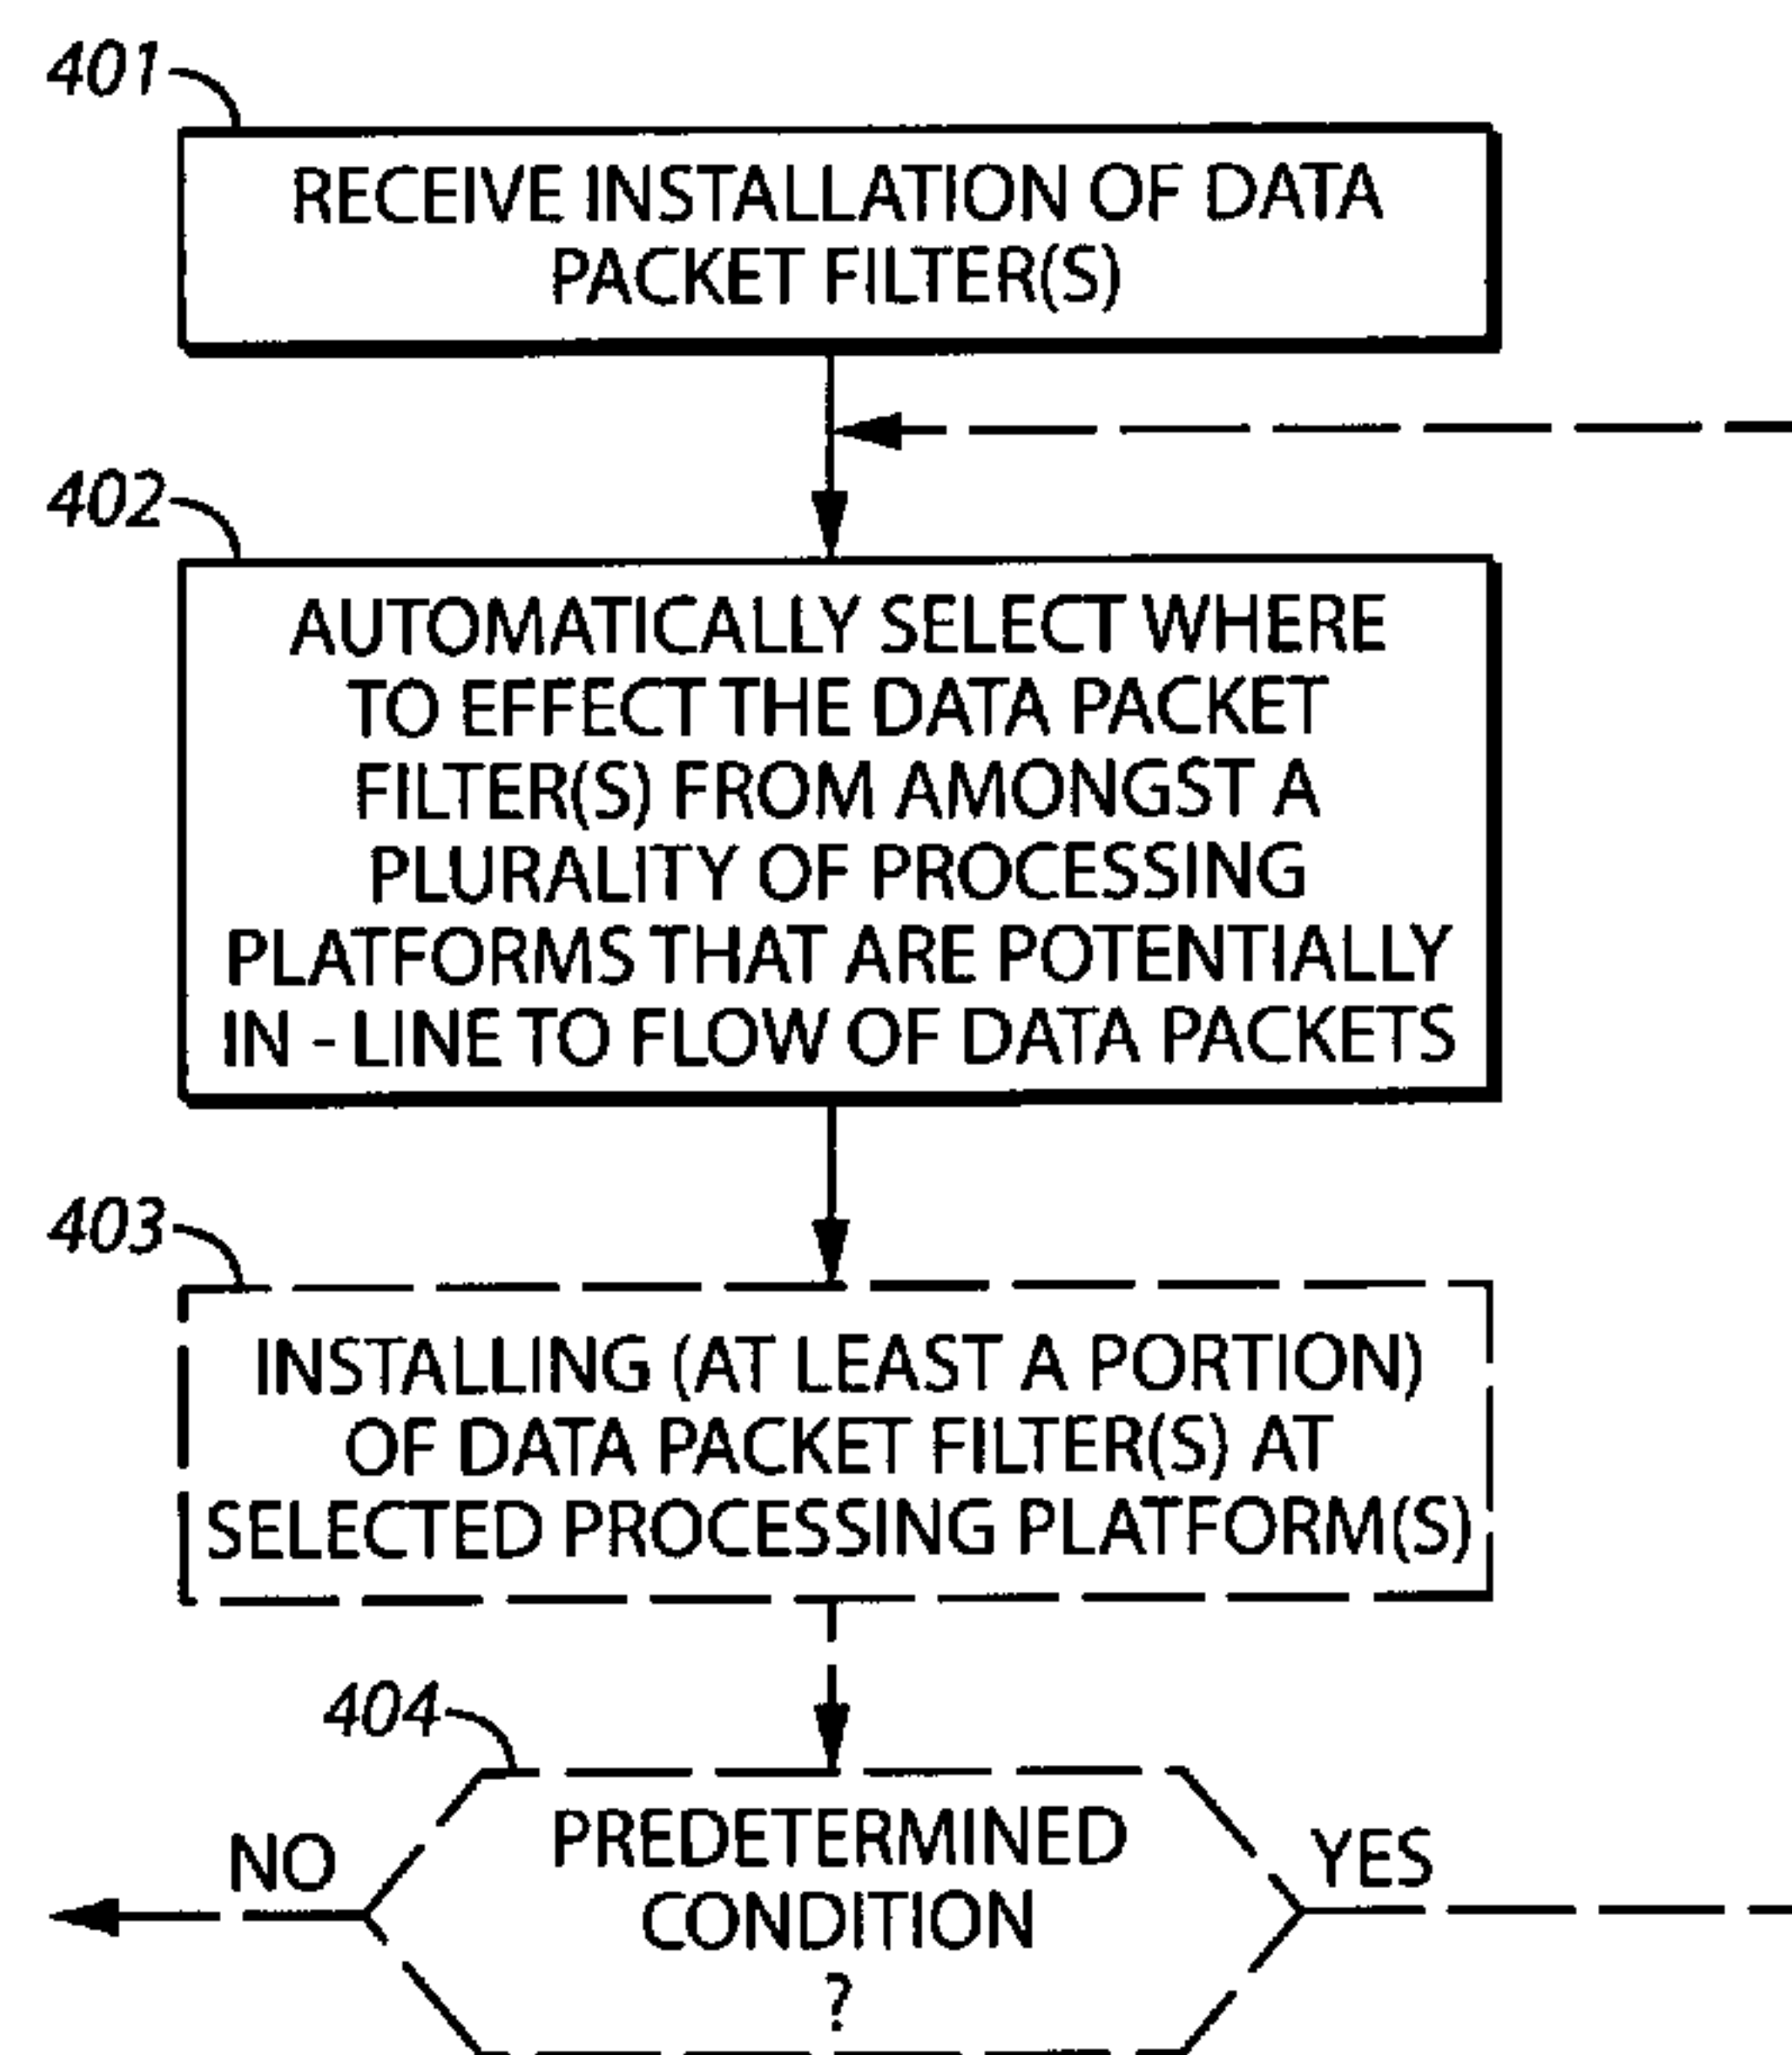 401
RECEIVE INSTALLATION OF DATA
PACKET FILTER(S)
402
AUTOMATICALLY SELECT WHERE
TO EFFECT THE DATA PACKET
FILTER(S) FROM AMONGST A
PLURALITY OF PROCESSING
PLATFORMS THAT ARE POTENTIALLY
IN - LINE TO FLOW OF DATA PACKETS
403
INSTALLING (AT LEAST A PORTION)
OF DATA PACKET FILTER(S) AT
SELECTED PROCESSING PLATFORM(S)
404
PREDETERMINED
CONDITION
?
NO
YES